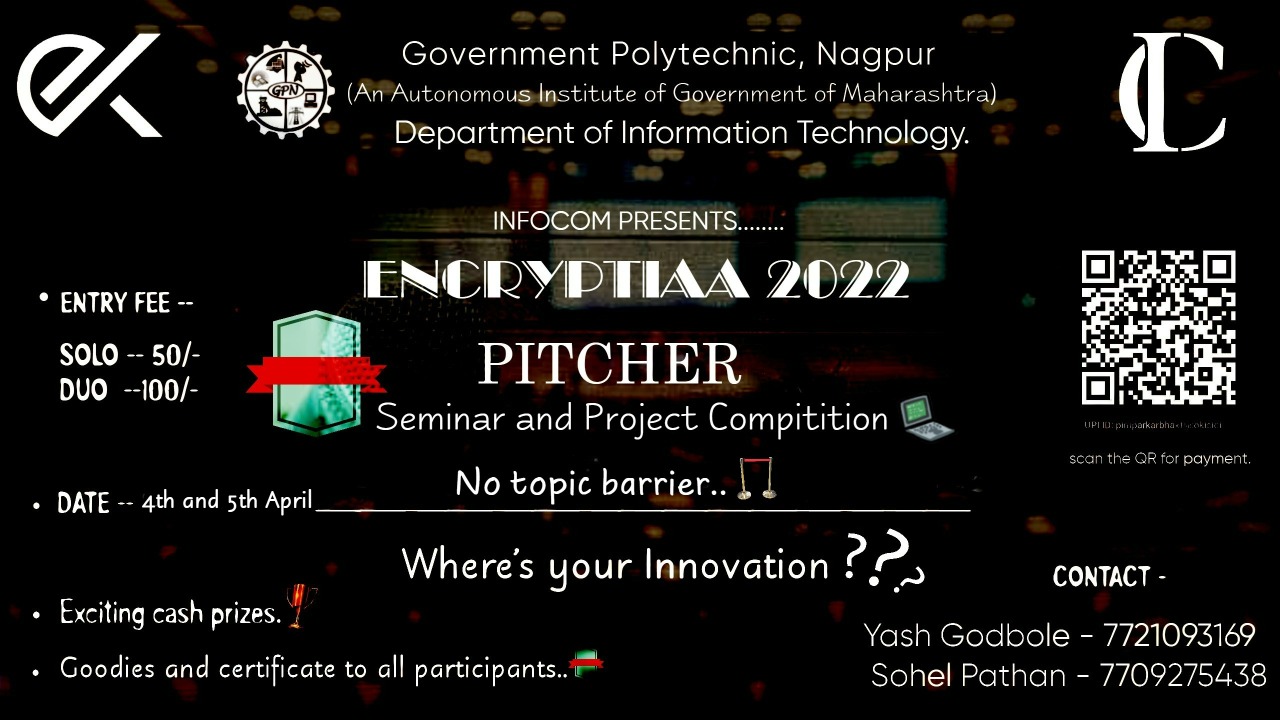 Government Polytechnic, Nagpur
(An Autonomous Institute of Government of Maharashtra)
Department of Information Technology.
GPN
INFOCOM PRESENTS........
ENCRYPTIAA 2022
PITCHER
Seminar and Project Compitition
No topic barrier..
Where's your Innovation ???
• ENTRY FEE --
SOLO -- 50/-
DUO --100/-
• DATE -- 4th and 5th April
• Exciting cash prizes.
• Goodies and certificate to all participants..
UPI ID:
scan the QR for payment.
CONTACT -
Yash Godbole - 7721093169
Sohel Pathan - 7709275438